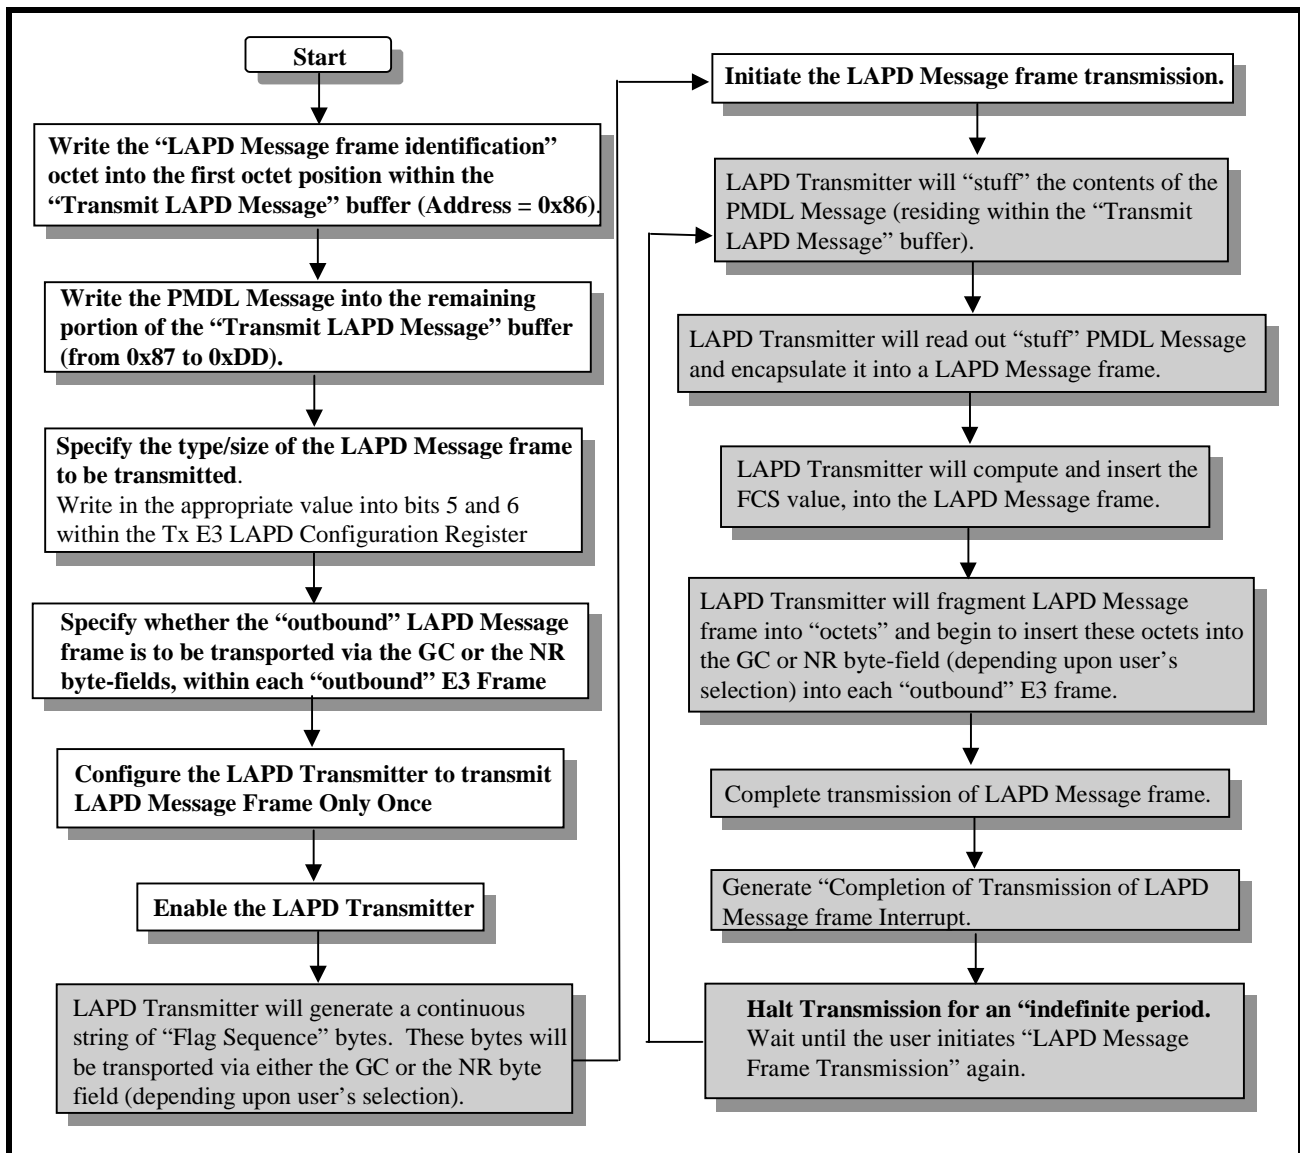 Start
Write the “LAPD Message frame identification”
octet into the first octet position within the
“Transmit LAPD Message” buffer (Address = 0x86).
Write the PMDL Message into the remaining
portion of the “Transmit LAPD Message” buffer
(from 0x87 to 0xDD).
Specify the type/size of the LAPD Message frame
to be transmitted.
Write in the appropriate value into bits 5 and 6
within the Tx E3 LAPD Configuration Register
Specify whether the “outbound” LAPD Message
frame is to be transported via the GC or the NR
byte-fields, within each “outbound” E3 Frame
Configure the LAPD Transmitter to transmit
LAPD Message Frame Only Once
Enable the LAPD Transmitter
LAPD Transmitter will generate a continuous
string of “Flag Sequence” bytes. These bytes will
be transported via either the GC or the NR byte
field (depending upon user’s selection).
Initiate the LAPD Message frame transmission.
LAPD Transmitter will “stuff” the contents of the
PMDL Message (residing within the “Transmit
LAPD Message” buffer).
LAPD Transmitter will read out “stuff” PMDL Message
and encapsulate it into a LAPD Message frame.
LAPD Transmitter will compute and insert the
FCS value, into the LAPD Message frame.
LAPD Transmitter will fragment LAPD Message
frame into “octets” and begin to insert these octets into
the GC or NR byte-field (depending upon user’s
selection) into each “outbound” E3 frame.
Complete transmission of LAPD Message frame.
Generate “Completion of Transmission of LAPD
Message frame Interrupt.
Halt Transmission for an “indefinite period.
Wait until the user initiates “LAPD Message
Frame Transmission” again.